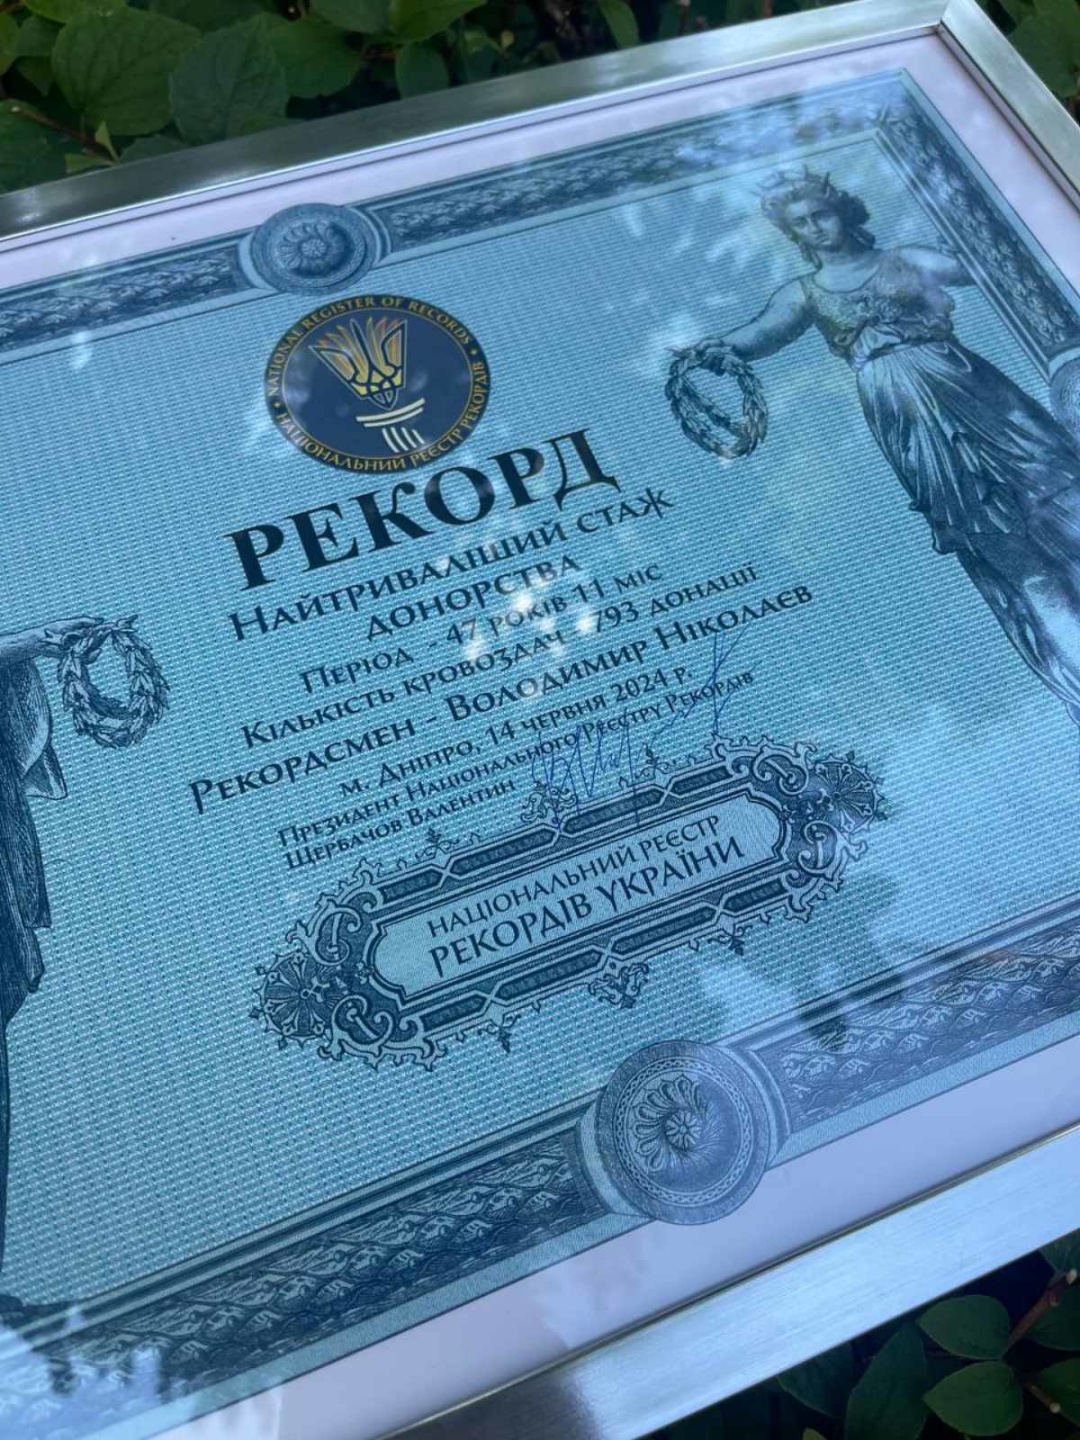 • NATIONAL REGISTER OF RECORDS •
НАЦІОНАЛЬНИЙ РЕЄСТР РЕКОРДІВ
РЕКОРД
Найтриваліший стаж
донорства
Період - 47 років 11 міс
Кількість кровоздач - 793 донації
Рекордсмен - Володимир Ніколаєв
м. Дніпро, 14 червня 2024 р.
Президент Національного Реєстру Рекордів
Щербачов Валентин
НАЦІОНАЛЬНИЙ РЕЄСТР
РЕКОРДІВ УКРАЇНИ